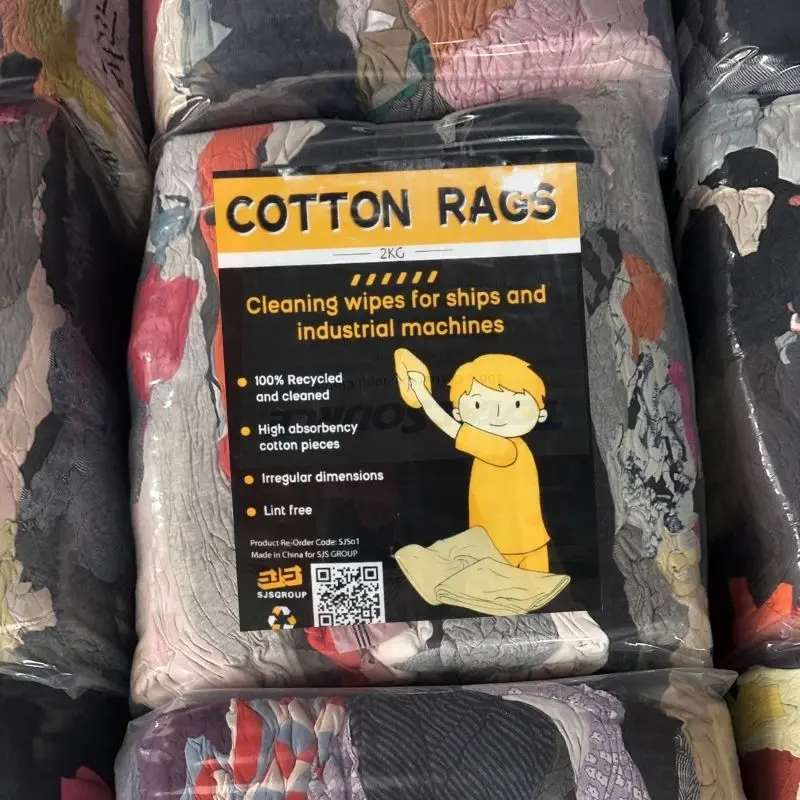 COTTON RAGS
2KG
Cleaning wipes for ships and
industrial machines
100% Recycled
and cleaned
High absorbency
cotton pieces
Irregular dimensions
Lint free
Product Re-Order Code: SJS01
Made in China for SJS GROUP
SJSGROUP